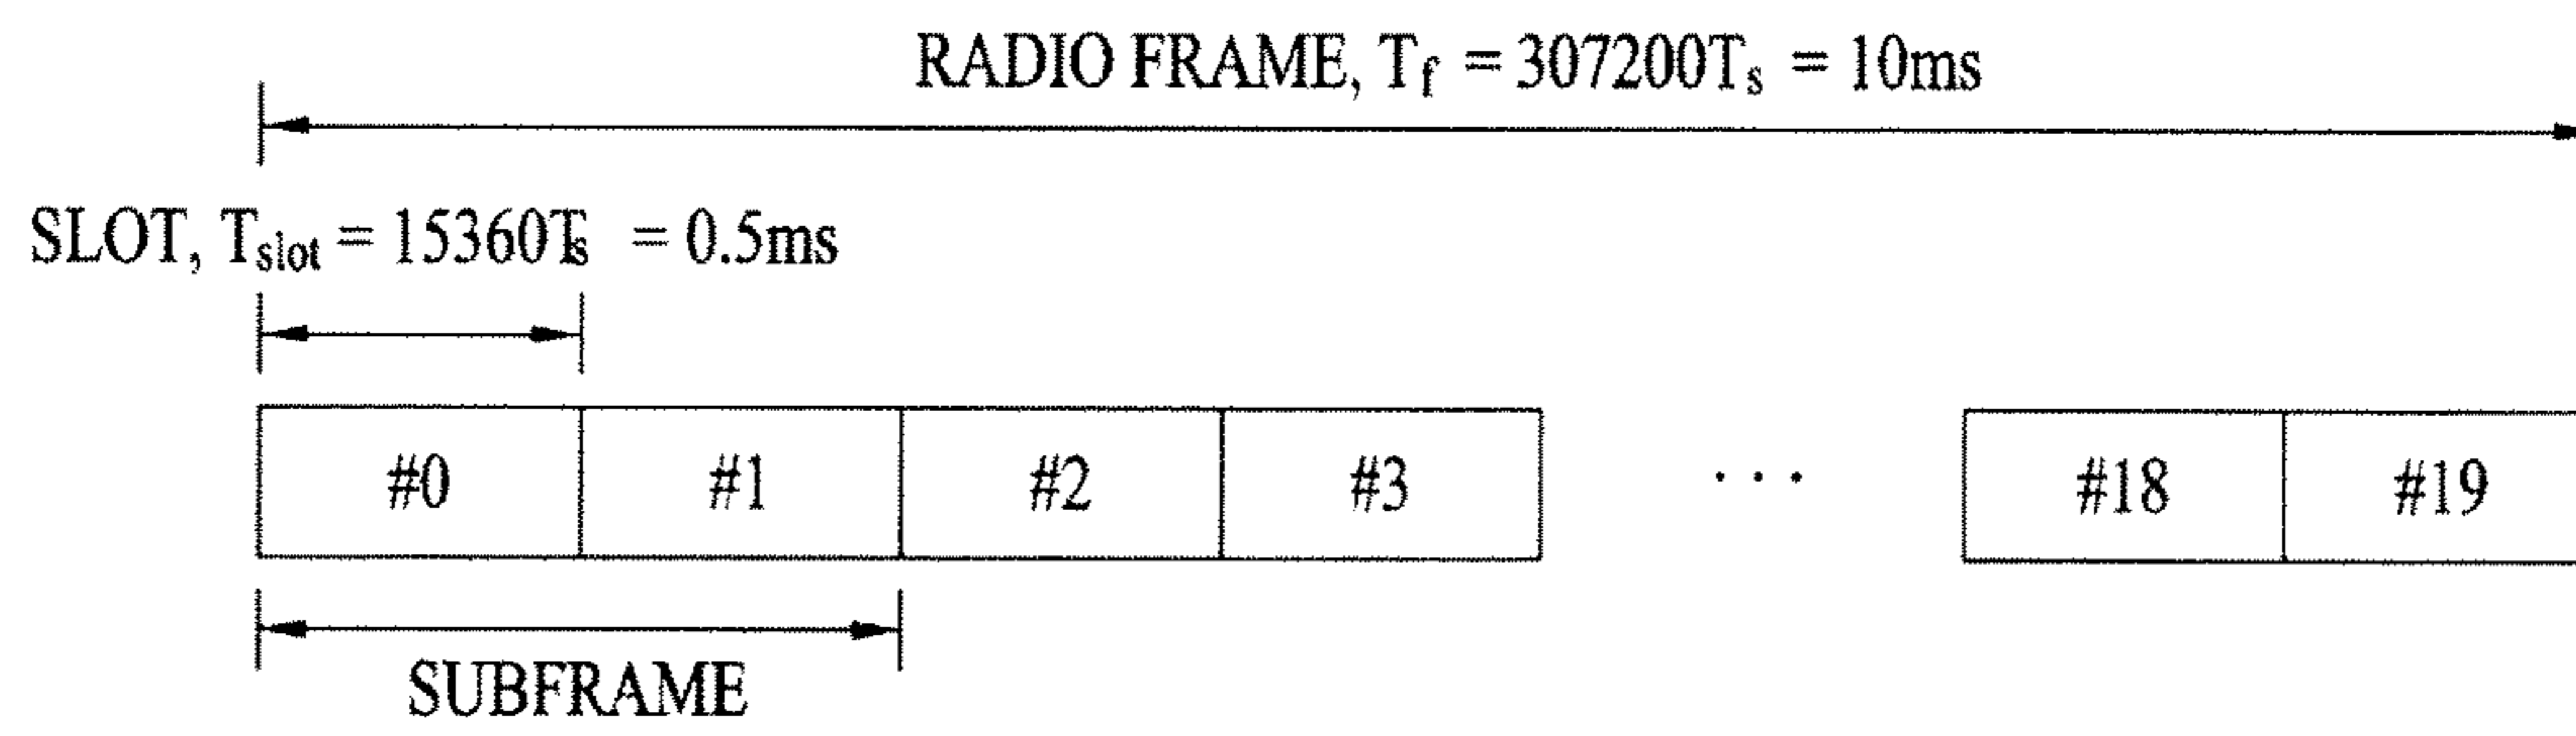 RADIO FRAME, Tf = 307200Ts = 10ms
SLOT, Tslot = 15360Ts = 0.5ms
#0 #1 #2 #3 ... #18 #19
SUBFRAME